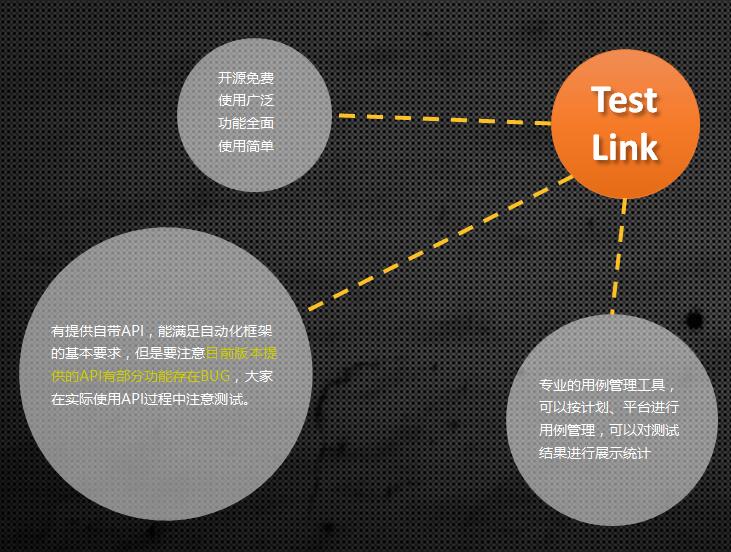 开源免费
使用广泛
功能全面
使用简单
Test
Link
有提供自带API，能满足自动化框架
的基本要求，但是要注意目前版本提
供的API有部分功能存在BUG，大家
在实际使用API过程中注意测试。
专业的用例管理工具，
可以按计划、平台进行
用例管理，可以对测试
结果进行展示统计